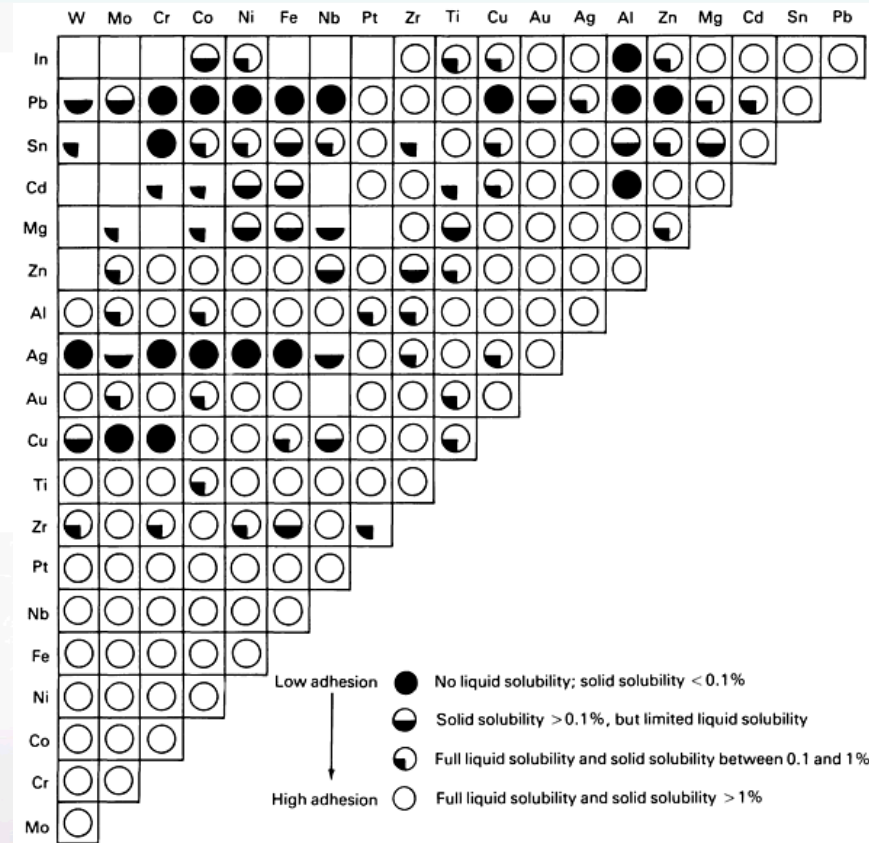 W Mo Cr Co Ni Fe Nb Pt Zr Ti Cu Au Ag Al Zn Mg Cd Sn Pb
In
Pb
Sn
Cd
Mg
Zn
Al
Ag
Au
Cu
Ti
Zr
Pt
Nb
Fe
Low adhesion No liquid solubility; solid solubility <0.1%
Ni
Solid solubility >0.1%, but limited liquid solubility
Co
Full liquid solubility and solid solubility between 0.1 and 1%
Cr
High adhesion Full liquid solubility and solid solubility >1%
Mo